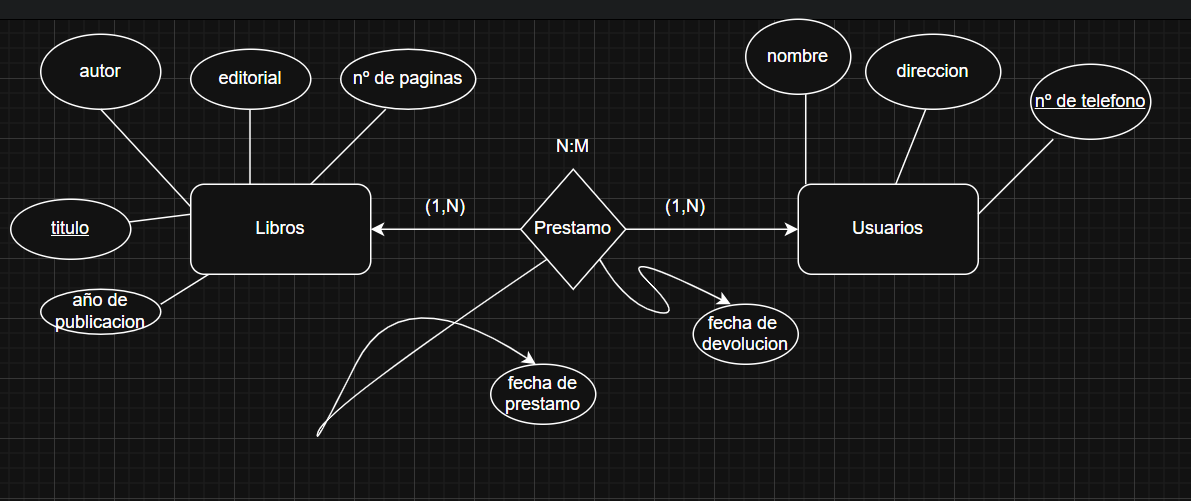 autor
editorial
nº de paginas
nombre
direccion
nº de telefono
N:M
(1,N)
(1,N)
titulo
Libros
Prestamo
Usuarios
año de
publicacion
fecha de
devolucion
fecha de
prestamo